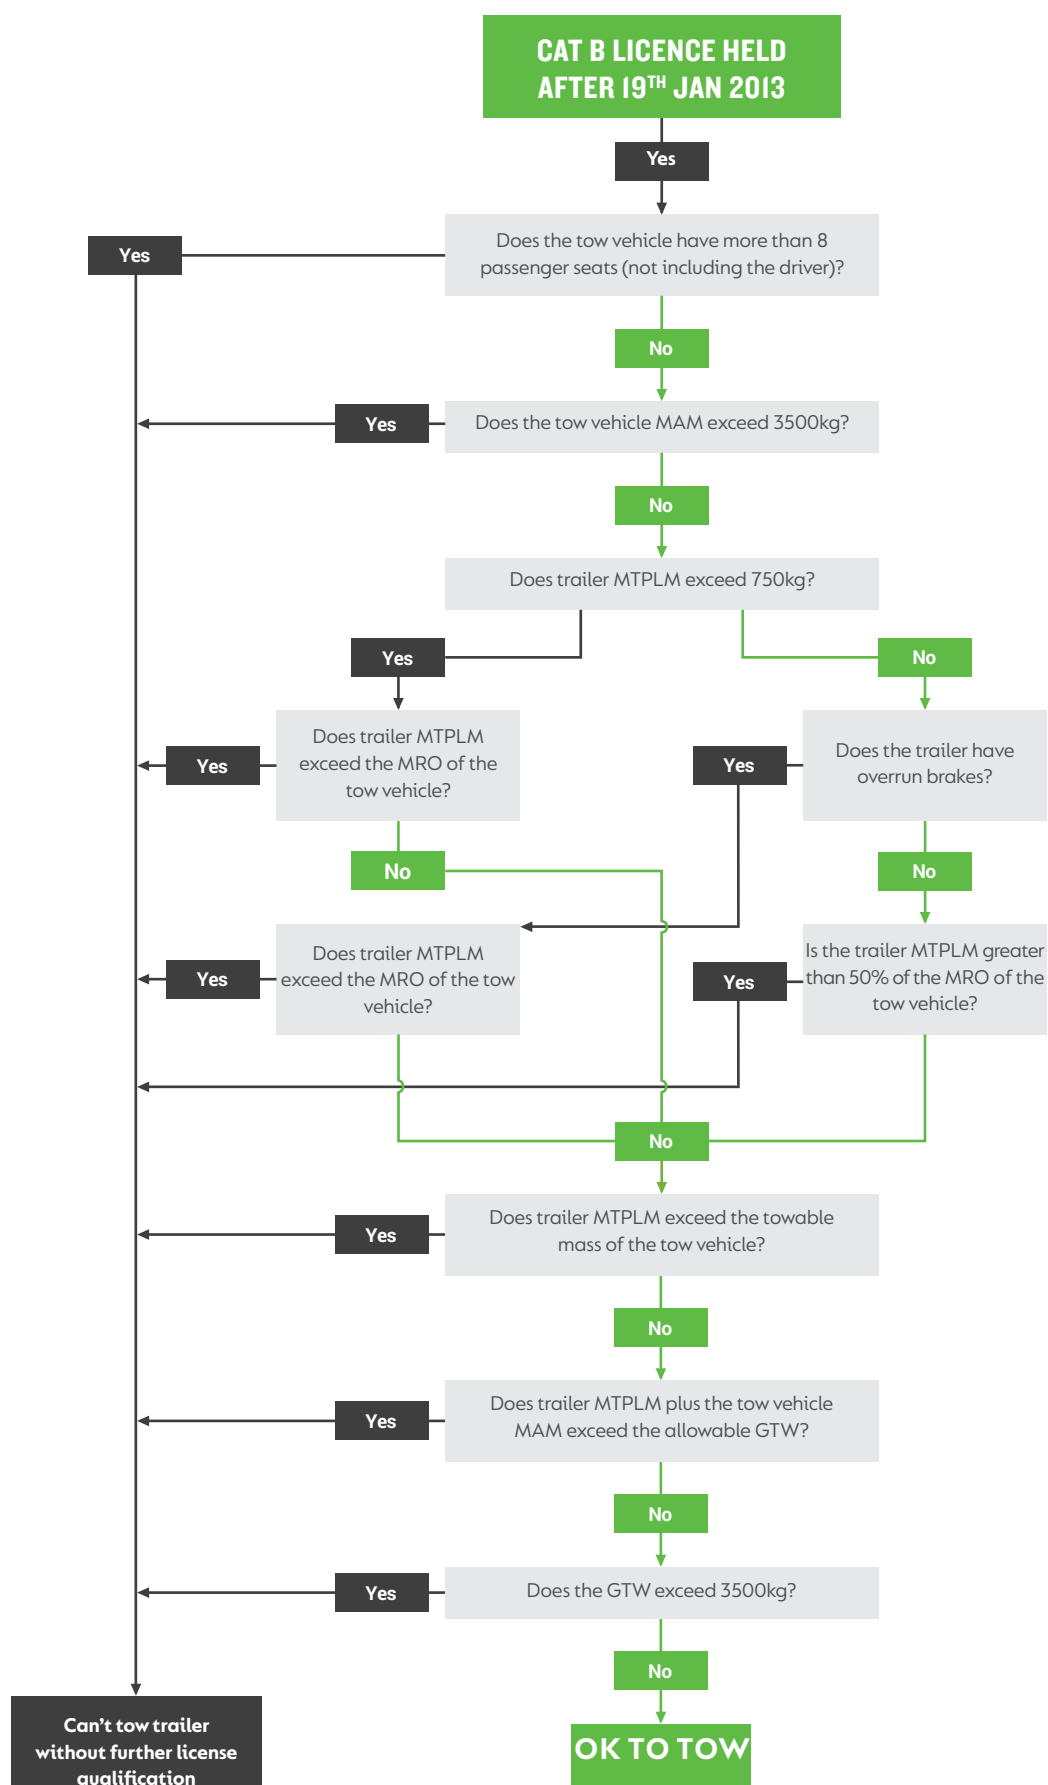 CAT B LICENCE HELD
AFTER 19TH JAN 2013
Yes
Does the tow vehicle have more than 8
passenger seats (not including the driver)?
Yes
No
Does the tow vehicle MAM exceed 3500kg?
Yes
No
Does trailer MTPLM exceed 750kg?
Yes
No
Does trailer MTPLM
exceed the MRO of the
tow vehicle?
Yes
No
Does the trailer have
overrun brakes?
Yes
No
Does trailer MTPLM
exceed the MRO of the tow
vehicle?
Yes
Is the trailer MTPLM greater
than 50% of the MRO of the
tow vehicle?
Yes
No
Does trailer MTPLM exceed the towable
mass of the tow vehicle?
Yes
No
Does trailer MTPLM plus the tow vehicle
MAM exceed the allowable GTW?
Yes
No
Does the GTW exceed 3500kg?
Yes
No
Can't tow trailer
without further license
qualification
OK TO TOW